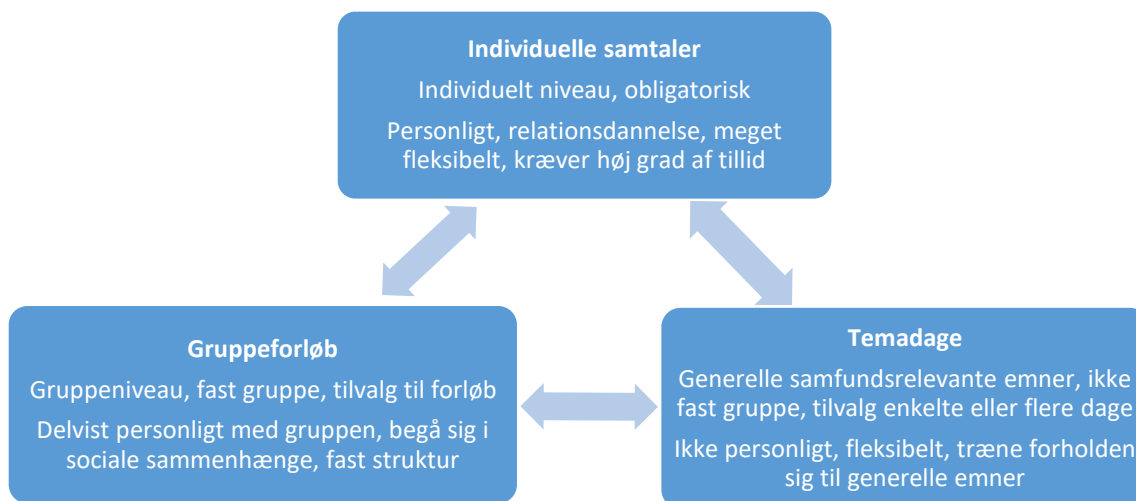 Individuelle samtaler
Individuelt niveau, obligatorisk
Personligt, relationsdannelse, meget
fleksibelt, kræver høj grad af tillid
Gruppeforløb
Gruppeniveau, fast gruppe, tilvalg til forløb
Delvist personligt med gruppen, begå sig i
sociale sammenhænge, fast struktur
Temadage
Generelle samfundsrelevante emner, ikke
fast gruppe, tilvalg enkelte eller flere dage
Ikke personligt, fleksibelt, træne forholden
sig til generelle emner